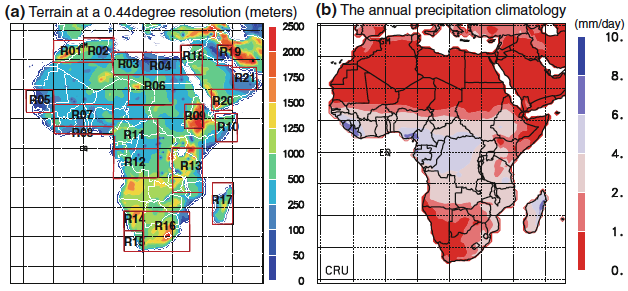 (a) Terrain at a 0.44degree resolution (meters)
R01 R02
R03 R04
R18 R19
R21
R06
R05
R20
R07
R09
R08
R11
R10
R12
R13
R17
R14
R16
R15
2500
2000
1750
1500
1250
1000
500
250
100
50
0
(b) The annual precipitation climatology
(mm/day)
10.
8.
6.
4.
2.
1.
0.
CRU